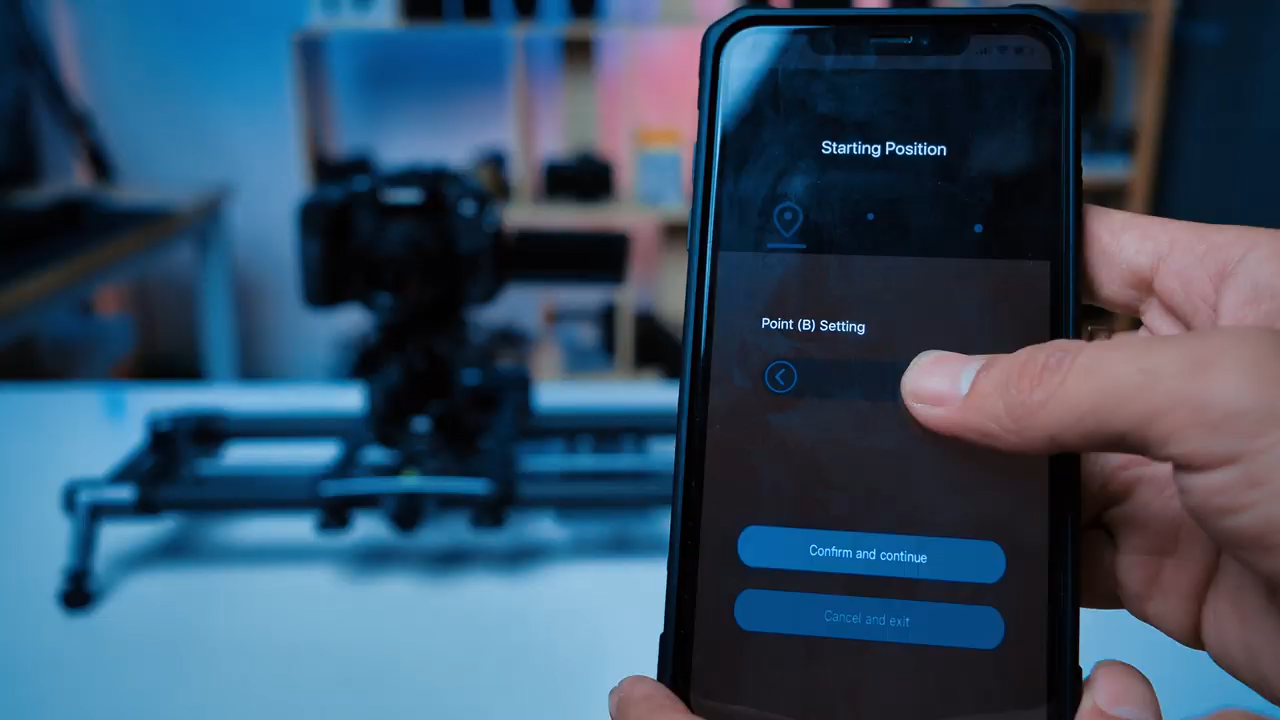 Starting Position
Point (B) Setting
Confirm and continue
Cancel and exit